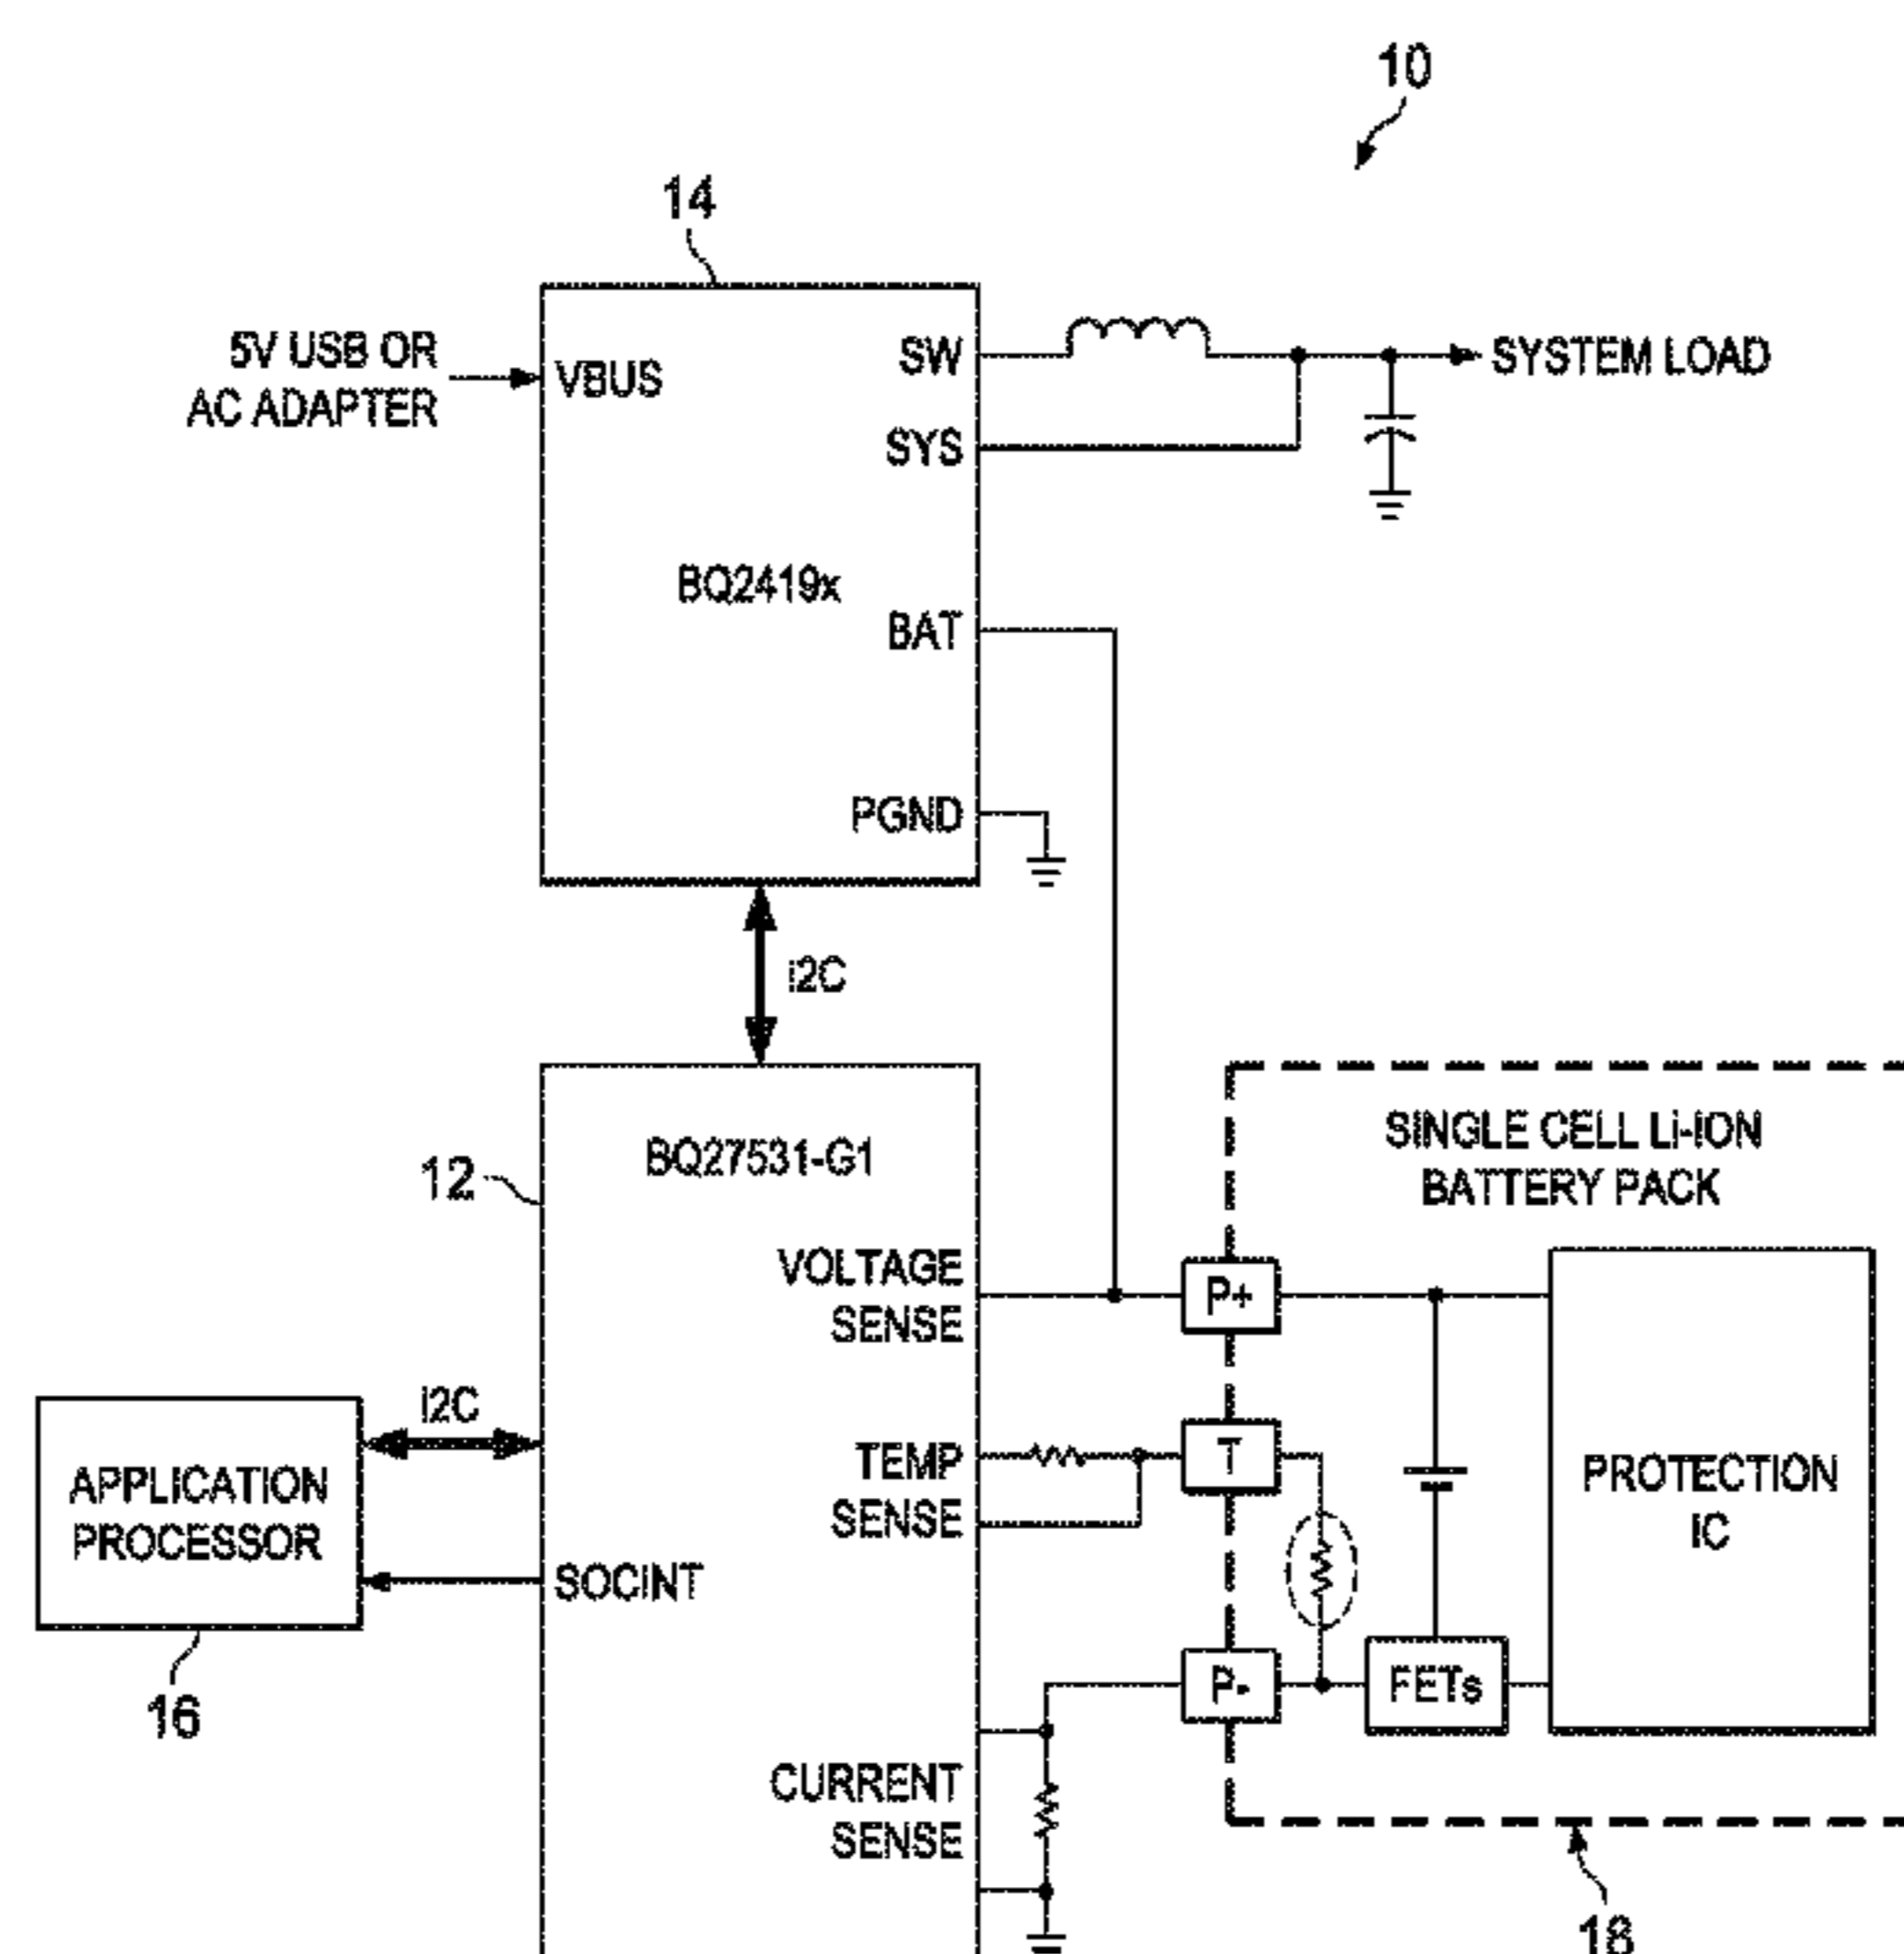 10
14
5V USB OR
AC ADAPTER
VBUS
SW
SYSTEM LOAD
SYS
BQ2419x
BAT
PGND
i2C
BQ27531-G1
12
SINGLE CELL Li-ION
BATTERY PACK
VOLTAGE
SENSE
P+
i2C
APPLICATION
PROCESSOR
TEMP
SENSE
T
PROTECTION
IC
SOCINT
16
P-
FETs
CURRENT
SENSE
18